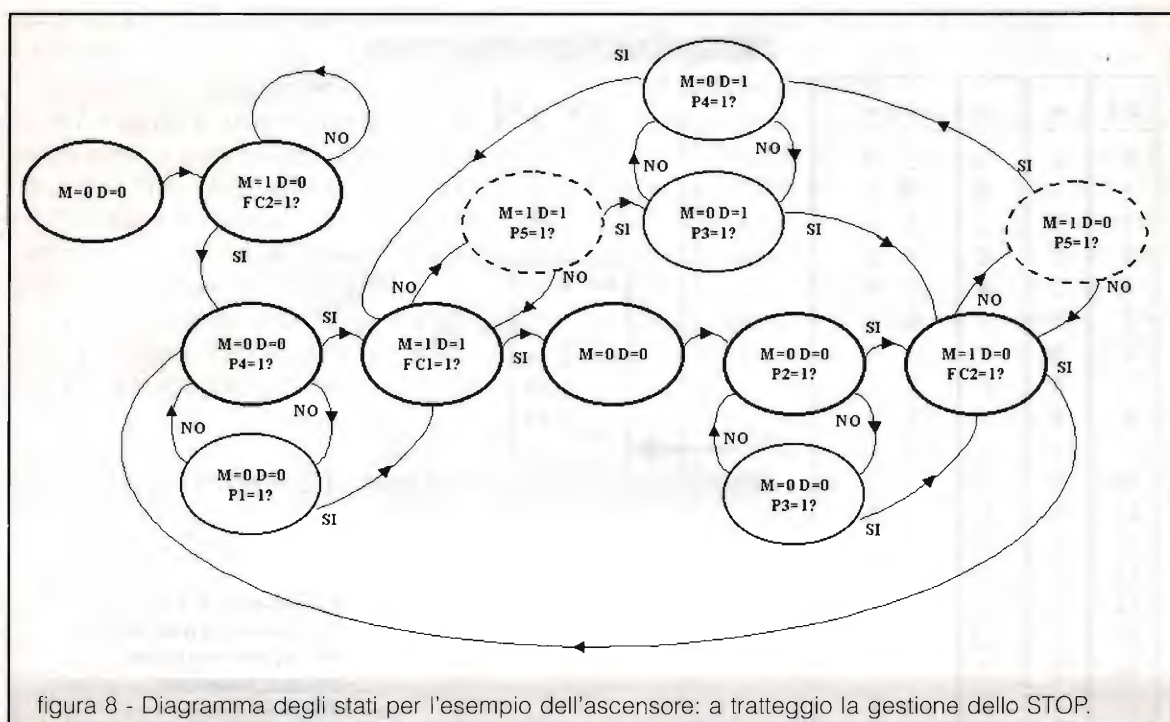 SI
M=0 D=1
P4=1?
NO
NO
NO
SI
M=0 D=0
M=1 D=0
FC2=1?
M=1 D=1
P5=1?
SI
M=0 D=1
P3=1?
SI
M=1 D=0
P5=1?
SI
NO
NO
NO
NO
M=0 D=0
P4=1?
SI
M=1 D=1
FC1=1?
SI
M=0 D=0
M=0 D=0
P2=1?
SI
M=1 D=0
FC2=1?
SI
NO
NO
NO
NO
M=0 D=0
P1=1?
SI
M=0 D=0
P3=1?
SI
figura 8 - Diagramma degli stati per l'esempio dell'ascensore: a tratteggio la gestione dello STOP.